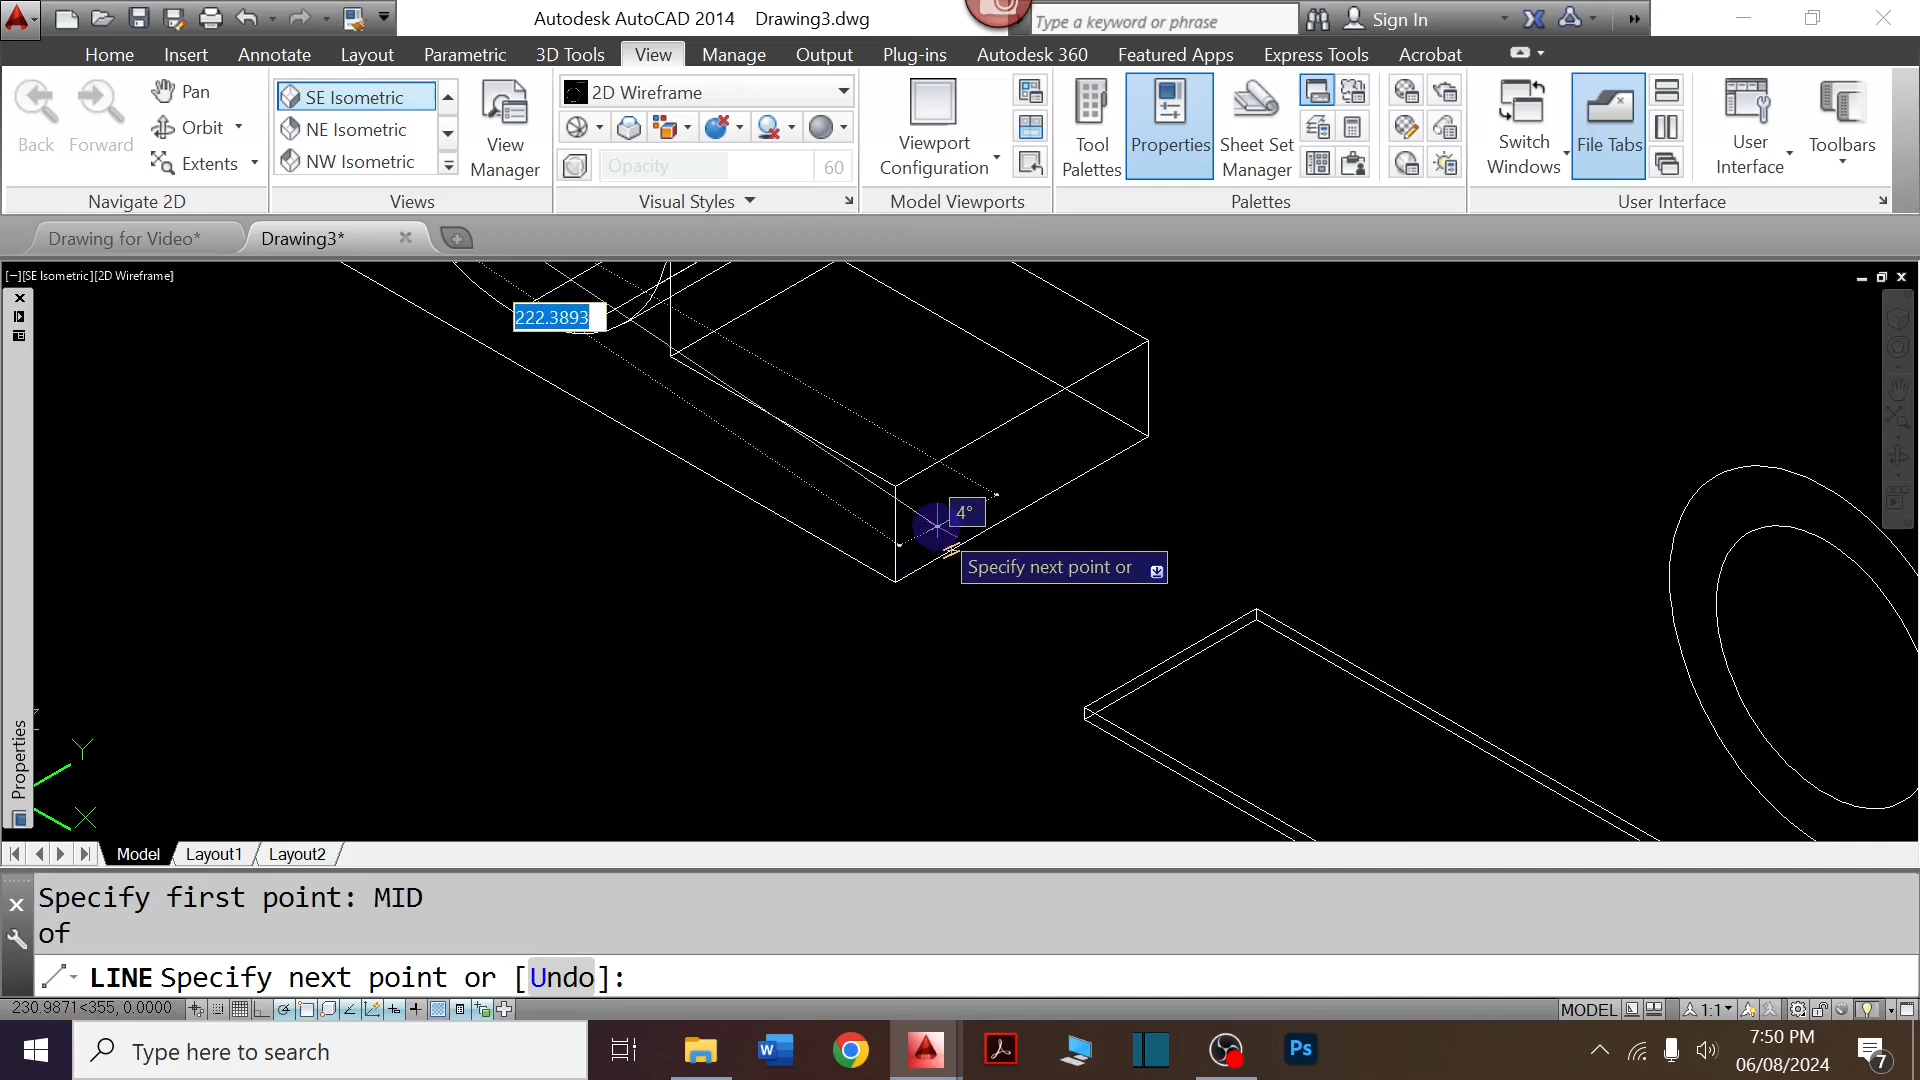 Autodesk AutoCAD 2014 Drawing3.dwg
Type a keyword or phrase
Sign In
Home Insert Annotate Layout Parametric 3D Tools View Manage Output Plug-ins Autodesk 360 Featured Apps Express Tools Acrobat
Back
Forward
Pan
Orbit
Extents
Navigate 2D
SE Isometric
NE Isometric
NW Isometric
View
Manager
Views
2D Wireframe
Opacity 60
Visual Styles
Viewport
Configuration
Model Viewports
Tool
Palettes
Properties
Sheet Set
Manager
Palettes
Switch
Windows
File Tabs
User
Interface
Toolbars
User Interface
Drawing for Video*
Drawing3*
[−][SE Isometric][2D Wireframe]
222.3893
4°
Specify next point or
Properties
Y
X
Model Layout1 Layout2
Specify first point: MID
of
LINE Specify next point or [Undo]:
230.9871<355, 0.0000
MODEL
1:1
Type here to search
Ps
7:50 PM
06/08/2024
7